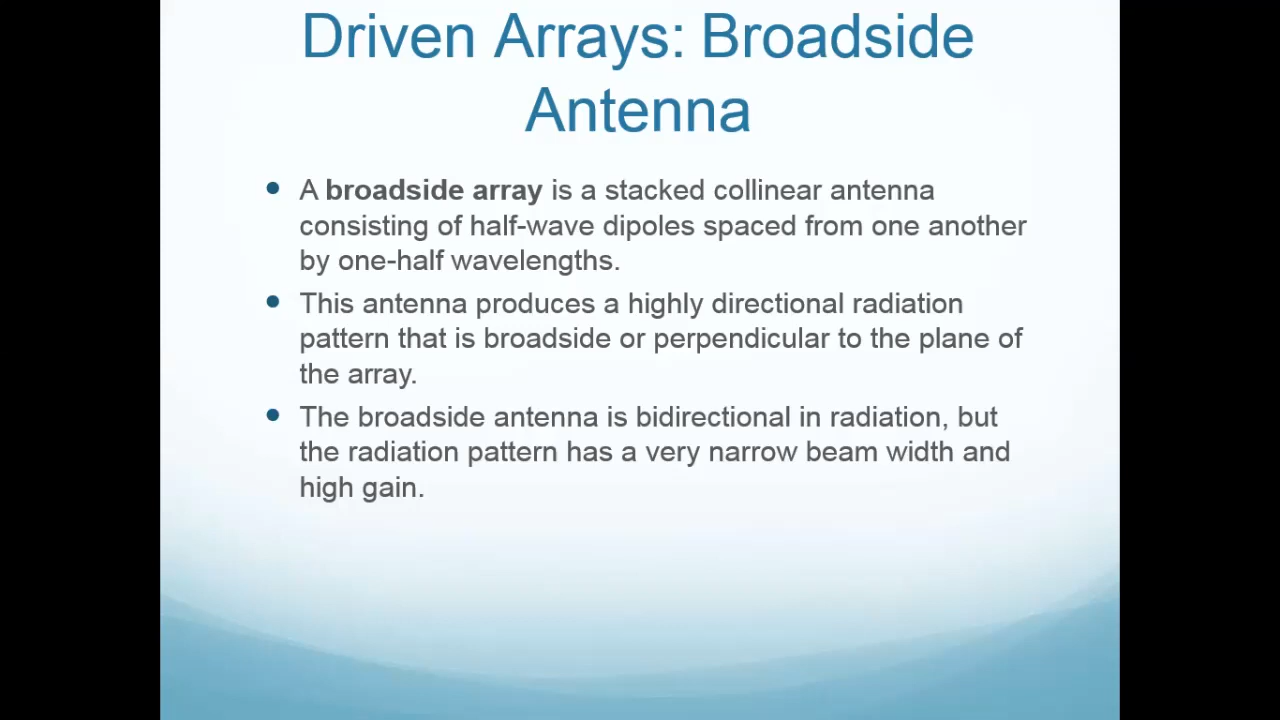 Driven Arrays: Broadside
Antenna
• A broadside array is a stacked collinear antenna
consisting of half-wave dipoles spaced from one another
by one-half wavelengths.
• This antenna produces a highly directional radiation
pattern that is broadside or perpendicular to the plane of
the array.
• The broadside antenna is bidirectional in radiation, but
the radiation pattern has a very narrow beam width and
high gain.